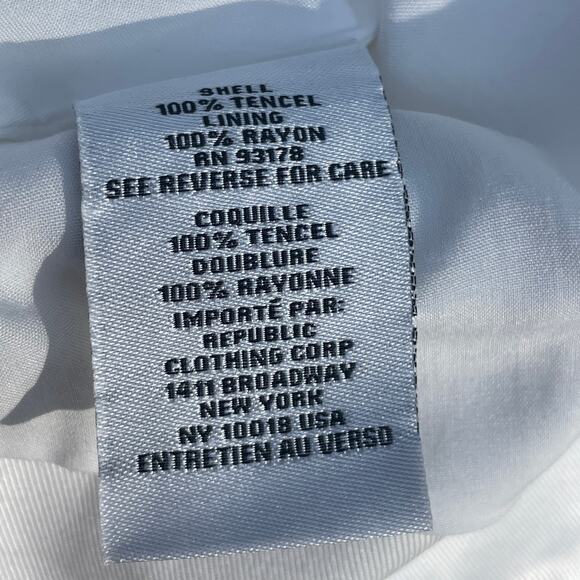 SHELL
100% TENCEL
LINING
100% RAYON
RN 93178
SEE REVERSE FOR CARE
COQUILLE
100% TENCEL
DOUBLURE
100% RAYONNE
IMPORTÉ PAR:
REPUBLIC
CLOTHING CORP
1411 BROADWAY
NEW YORK
NY 10018 USA
ENTRETIEN AU VERSO